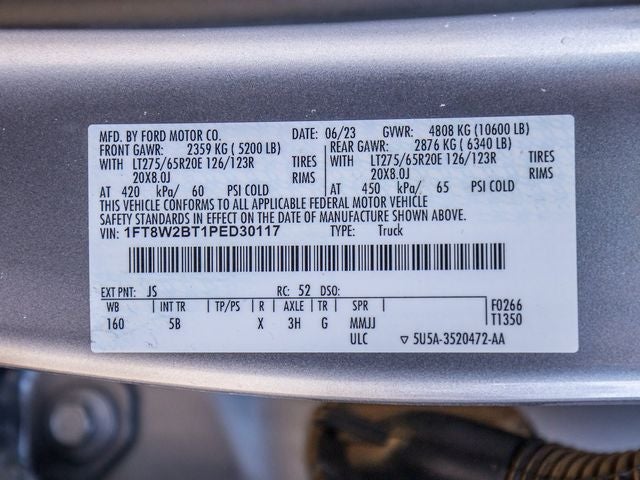 MFD. BY FORD MOTOR CO. DATE: 06/23 GVWR: 4808 KG (10600 LB)
FRONT GAWR: 2359 KG ( 5200 LB) REAR GAWR: 2876 KG ( 6340 LB)
WITH LT275/65R20E 126/123R TIRES WITH LT275/65R20E 126/123R TIRES
20X8.0J RIMS 20X8.0J RIMS
AT 420 kPa/ 60 PSI COLD AT 450 kPa/ 65 PSI COLD
THIS VEHICLE CONFORMS TO ALL APPLICABLE FEDERAL MOTOR VEHICLE
SAFETY STANDARDS IN EFFECT ON THE DATE OF MANUFACTURE SHOWN ABOVE.
VIN: 1FT8W2BT1PED30117 TYPE: Truck
EXT PNT: JS RC: 52 DSO:
WB INT TR TP/PS R AXLE TR SPR F0266
160 5B X 3H G MMJJ T1350
ULC ▽ 5U5A-3520472-AA